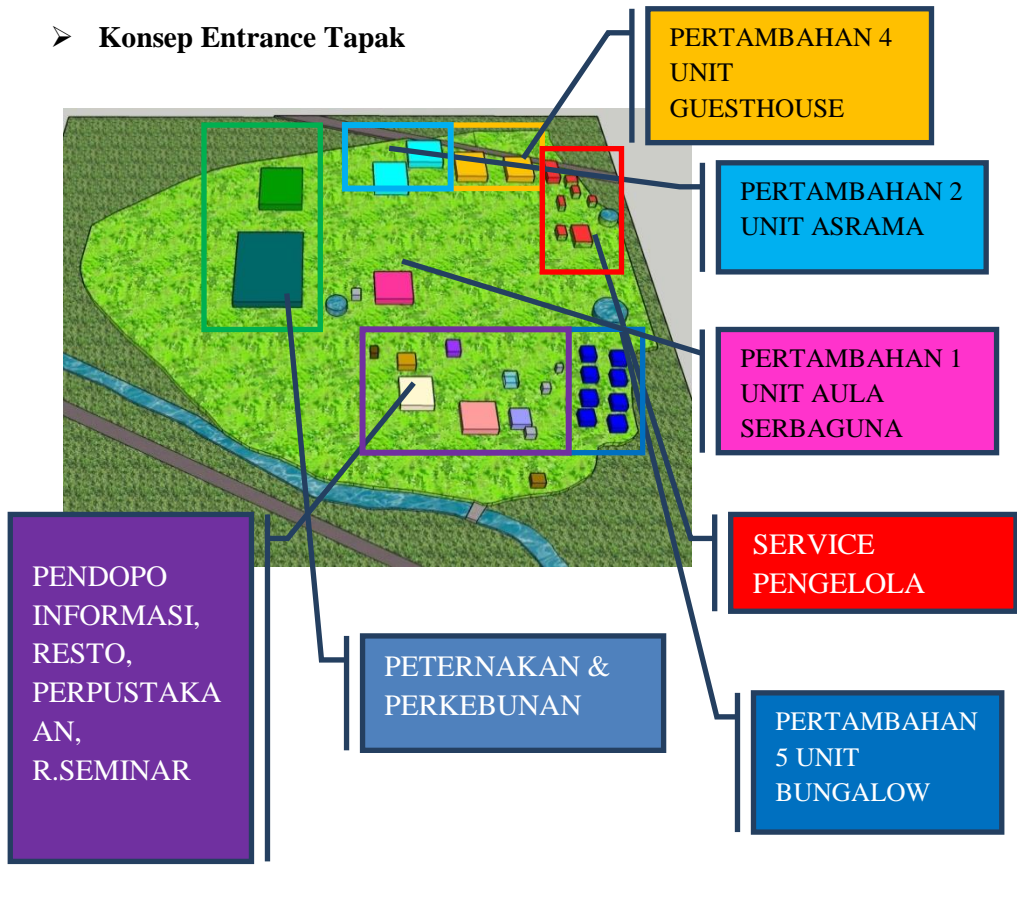 ➢ Konsep Entrance Tapak
PERTAMBAHAN 4
UNIT
GUESTHOUSE
PERTAMBAHAN 2
UNIT ASRAMA
PERTAMBAHAN 1
UNIT AULA
SERBAGUNA
SERVICE
PENGELOLA
PENDOPO
INFORMASI,
RESTO,
PERPUSTAKA
AN,
R.SEMINAR
PETERNAKAN &
PERKEBUNAN
PERTAMBAHAN
5 UNIT
BUNGALOW